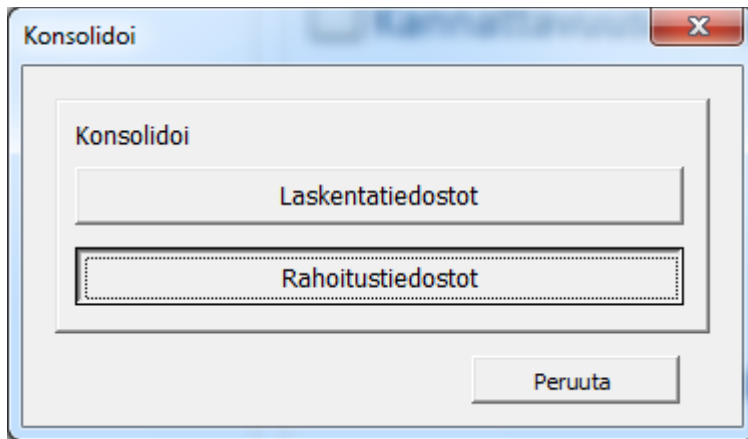 Konsolidoi
Konsolidoi
Laskentatiedostot
Rahoitustiedostot
Peruuta